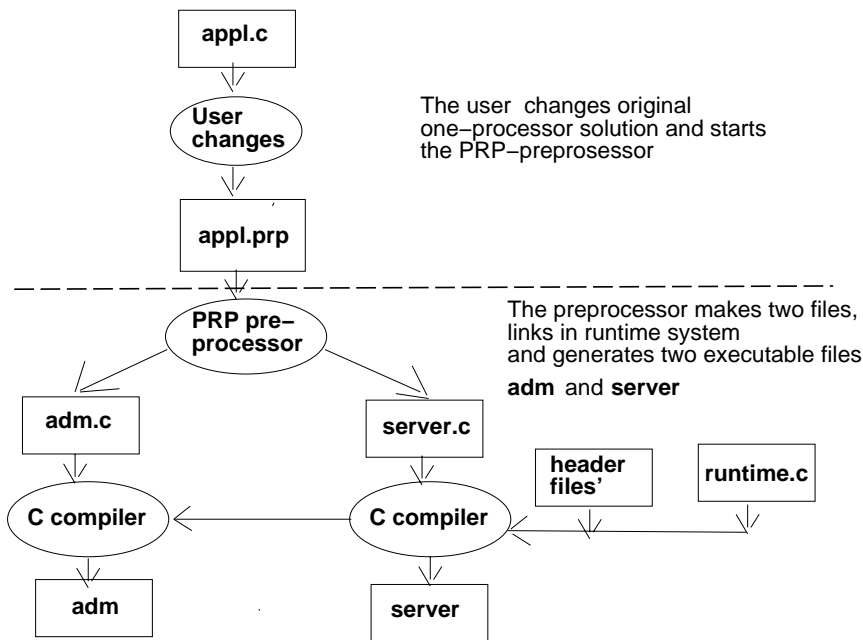 appl.c
User
changes
The user changes original
one−processor solution and starts
the PRP−preprosessor
appl.prp
PRP pre−
processor
The preprocessor makes two files,
links in runtime system
and generates two executable files
adm and server
adm.c
server.c
header
files’
runtime.c
C compiler
C compiler
adm
server